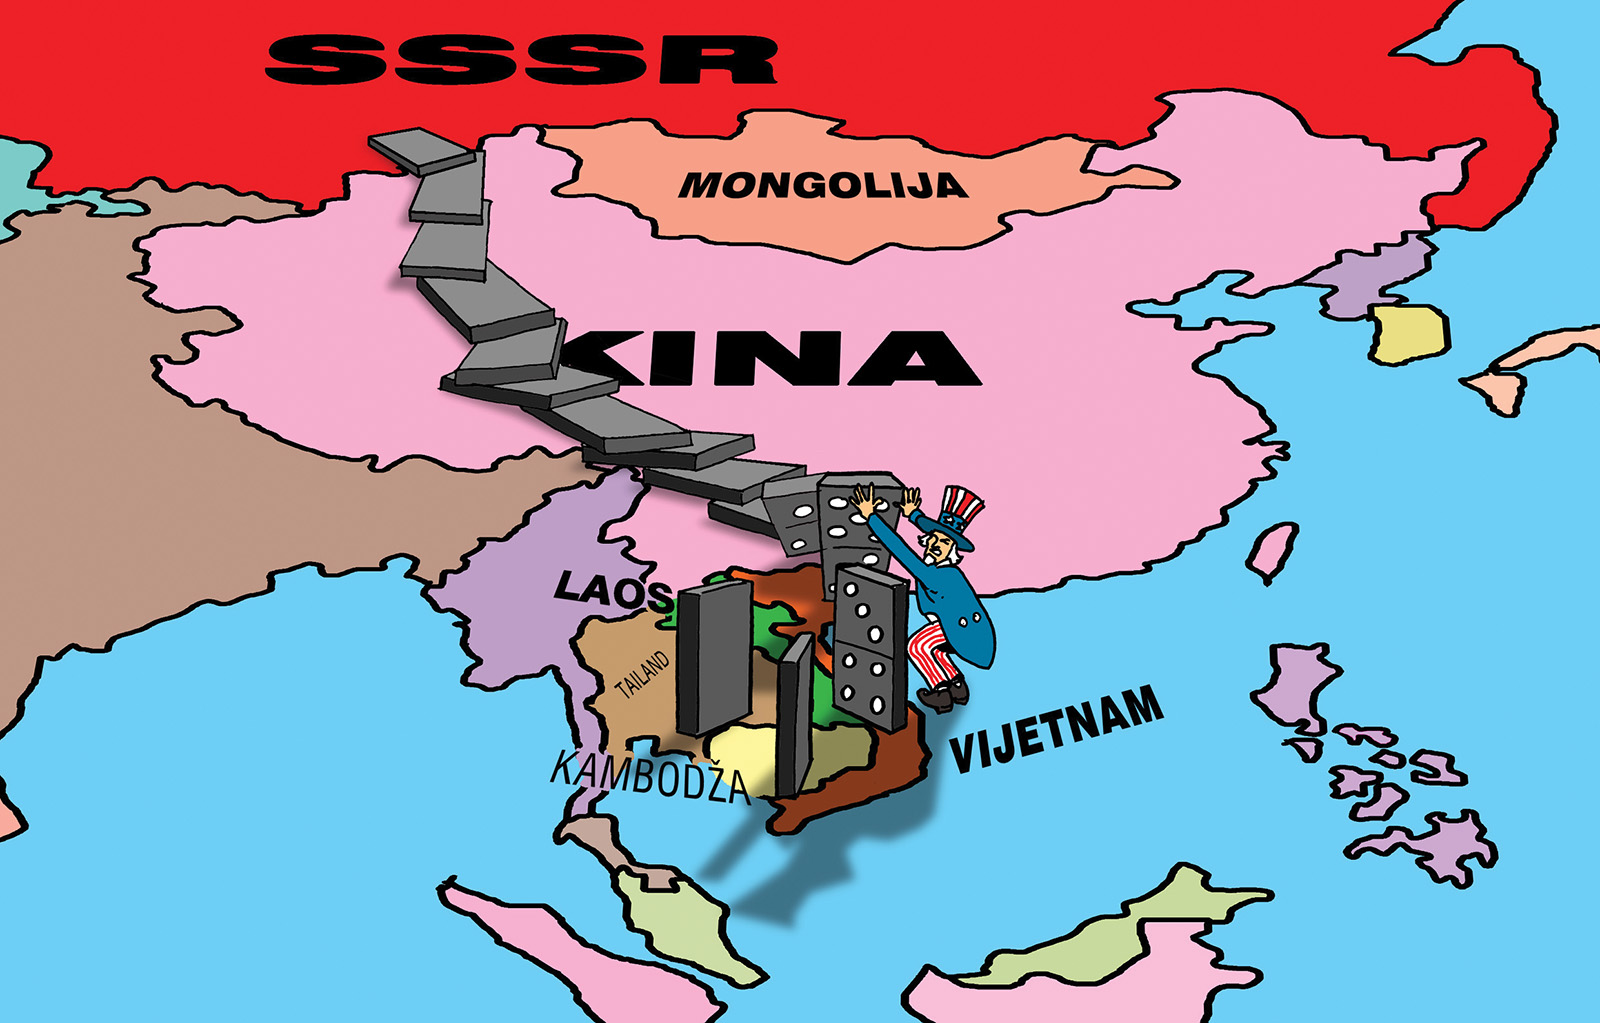 SSSR
MONGOLIJA
KINA
LAOS
TAILAND
VIJETNAM
KAMBODŽA